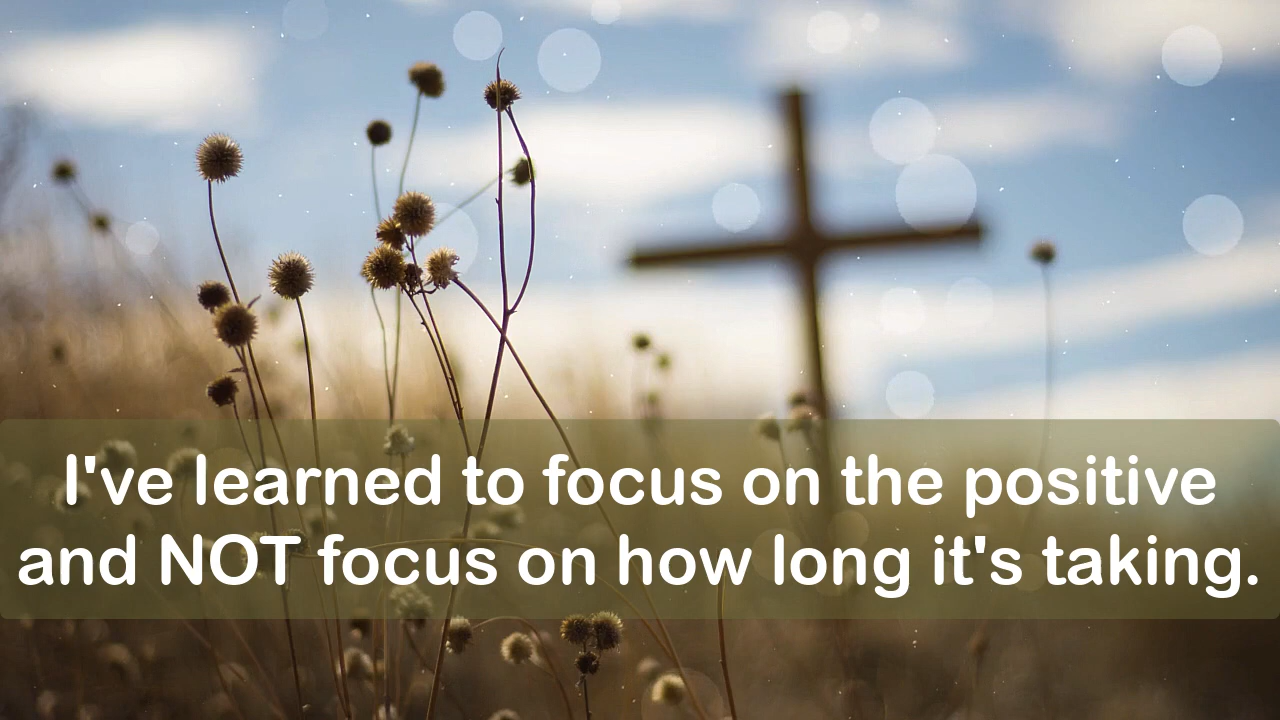 I've learned to focus on the positive
and NOT focus on how long it's taking.